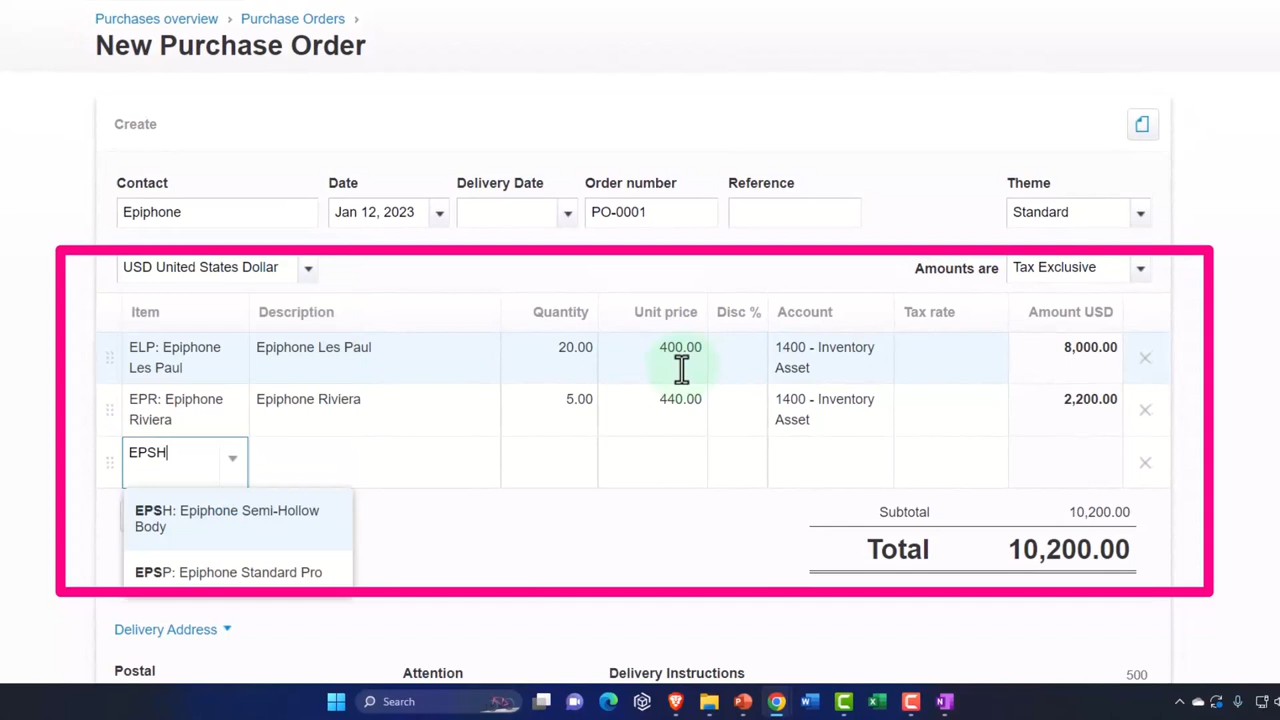 Purchases overview › Purchase Orders ›
New Purchase Order
Create
Contact Date Delivery Date Order number Reference Theme
Epiphone Jan 12, 2023 PO-0001 Standard
USD United States Dollar Amounts are Tax Exclusive
Item Description Quantity Unit price Disc % Account Tax rate Amount USD
ELP: Epiphone Epiphone Les Paul 20.00 400.00 1400 - Inventory 8,000.00
Les Paul Asset
EPR: Epiphone Epiphone Riviera 5.00 440.00 1400 - Inventory 2,200.00
Riviera Asset
EPSH
EPSH: Epiphone Semi-Hollow
Body
EPSP: Epiphone Standard Pro
Subtotal 10,200.00
Total 10,200.00
Delivery Address
Postal Attention Delivery Instructions 500
Search